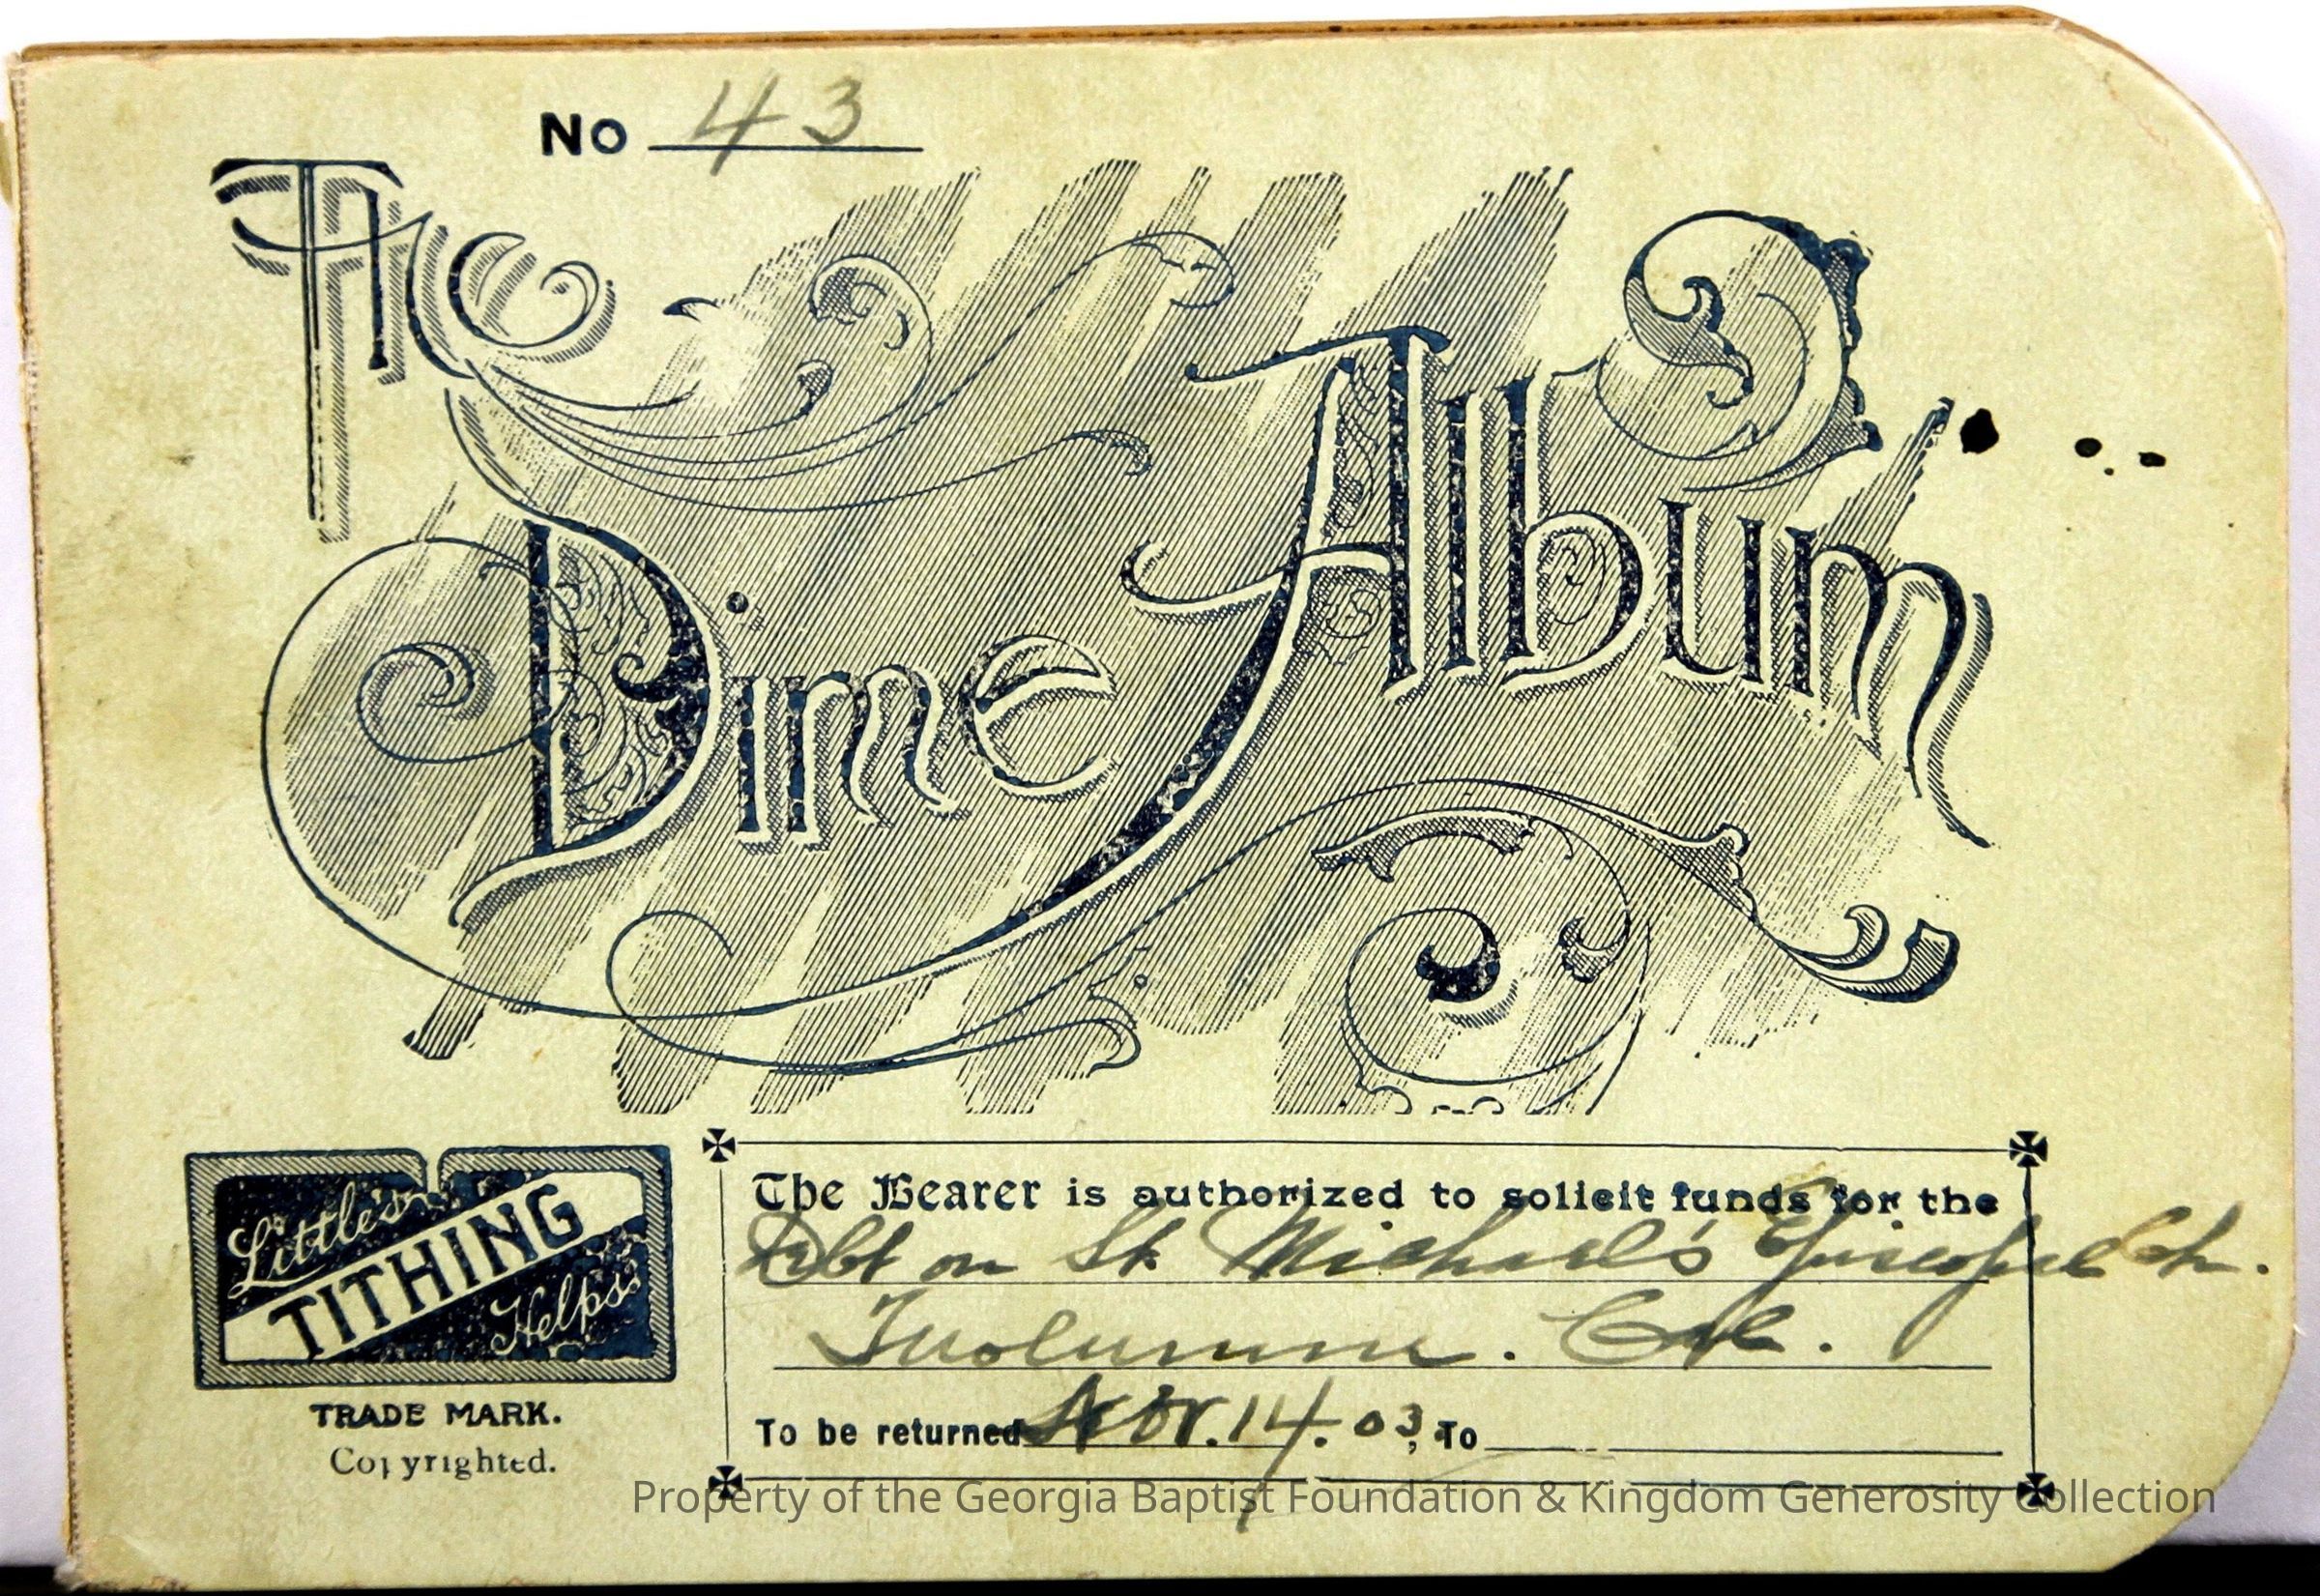 No 43
The
Dime Album
Little's
TITHING
Helps
TRADE MARK.
Copyrighted.
The Bearer is authorized to solicit funds for the
Debt on St. Michael's Episcopal Ch.
Tuolumne. Cal.
To be returned Nov. 14. 03, To
Property of the Georgia Baptist Foundation & Kingdom Generosity Collection